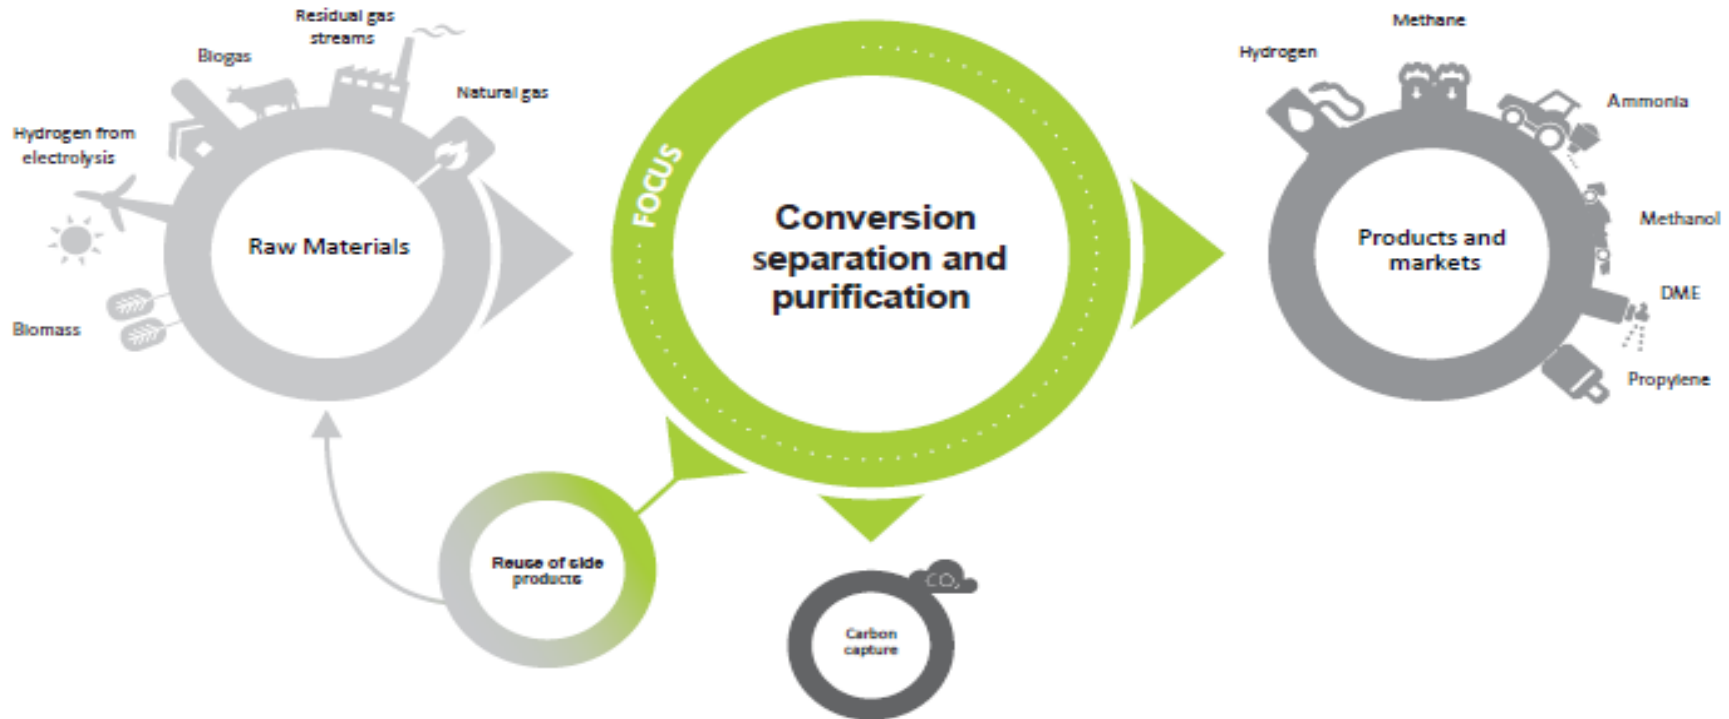 Residual gas
streams
Biogas
Natural gas
Hydrogen from
electrolysis
Biomass
Raw Materials
FOCUS
Conversion
separation and
purification
Methane
Hydrogen
Ammonia
Methanol
DME
Propylene
Products and
markets
Reuse of side
products
CO₂
Carbon
capture